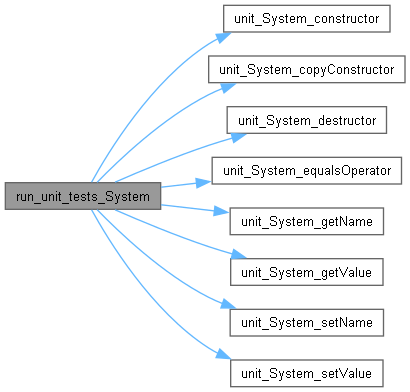 unit_System_constructor
unit_System_copyConstructor
unit_System_destructor
unit_System_equalsOperator
run_unit_tests_System
unit_System_getName
unit_System_getValue
unit_System_setName
unit_System_setValue